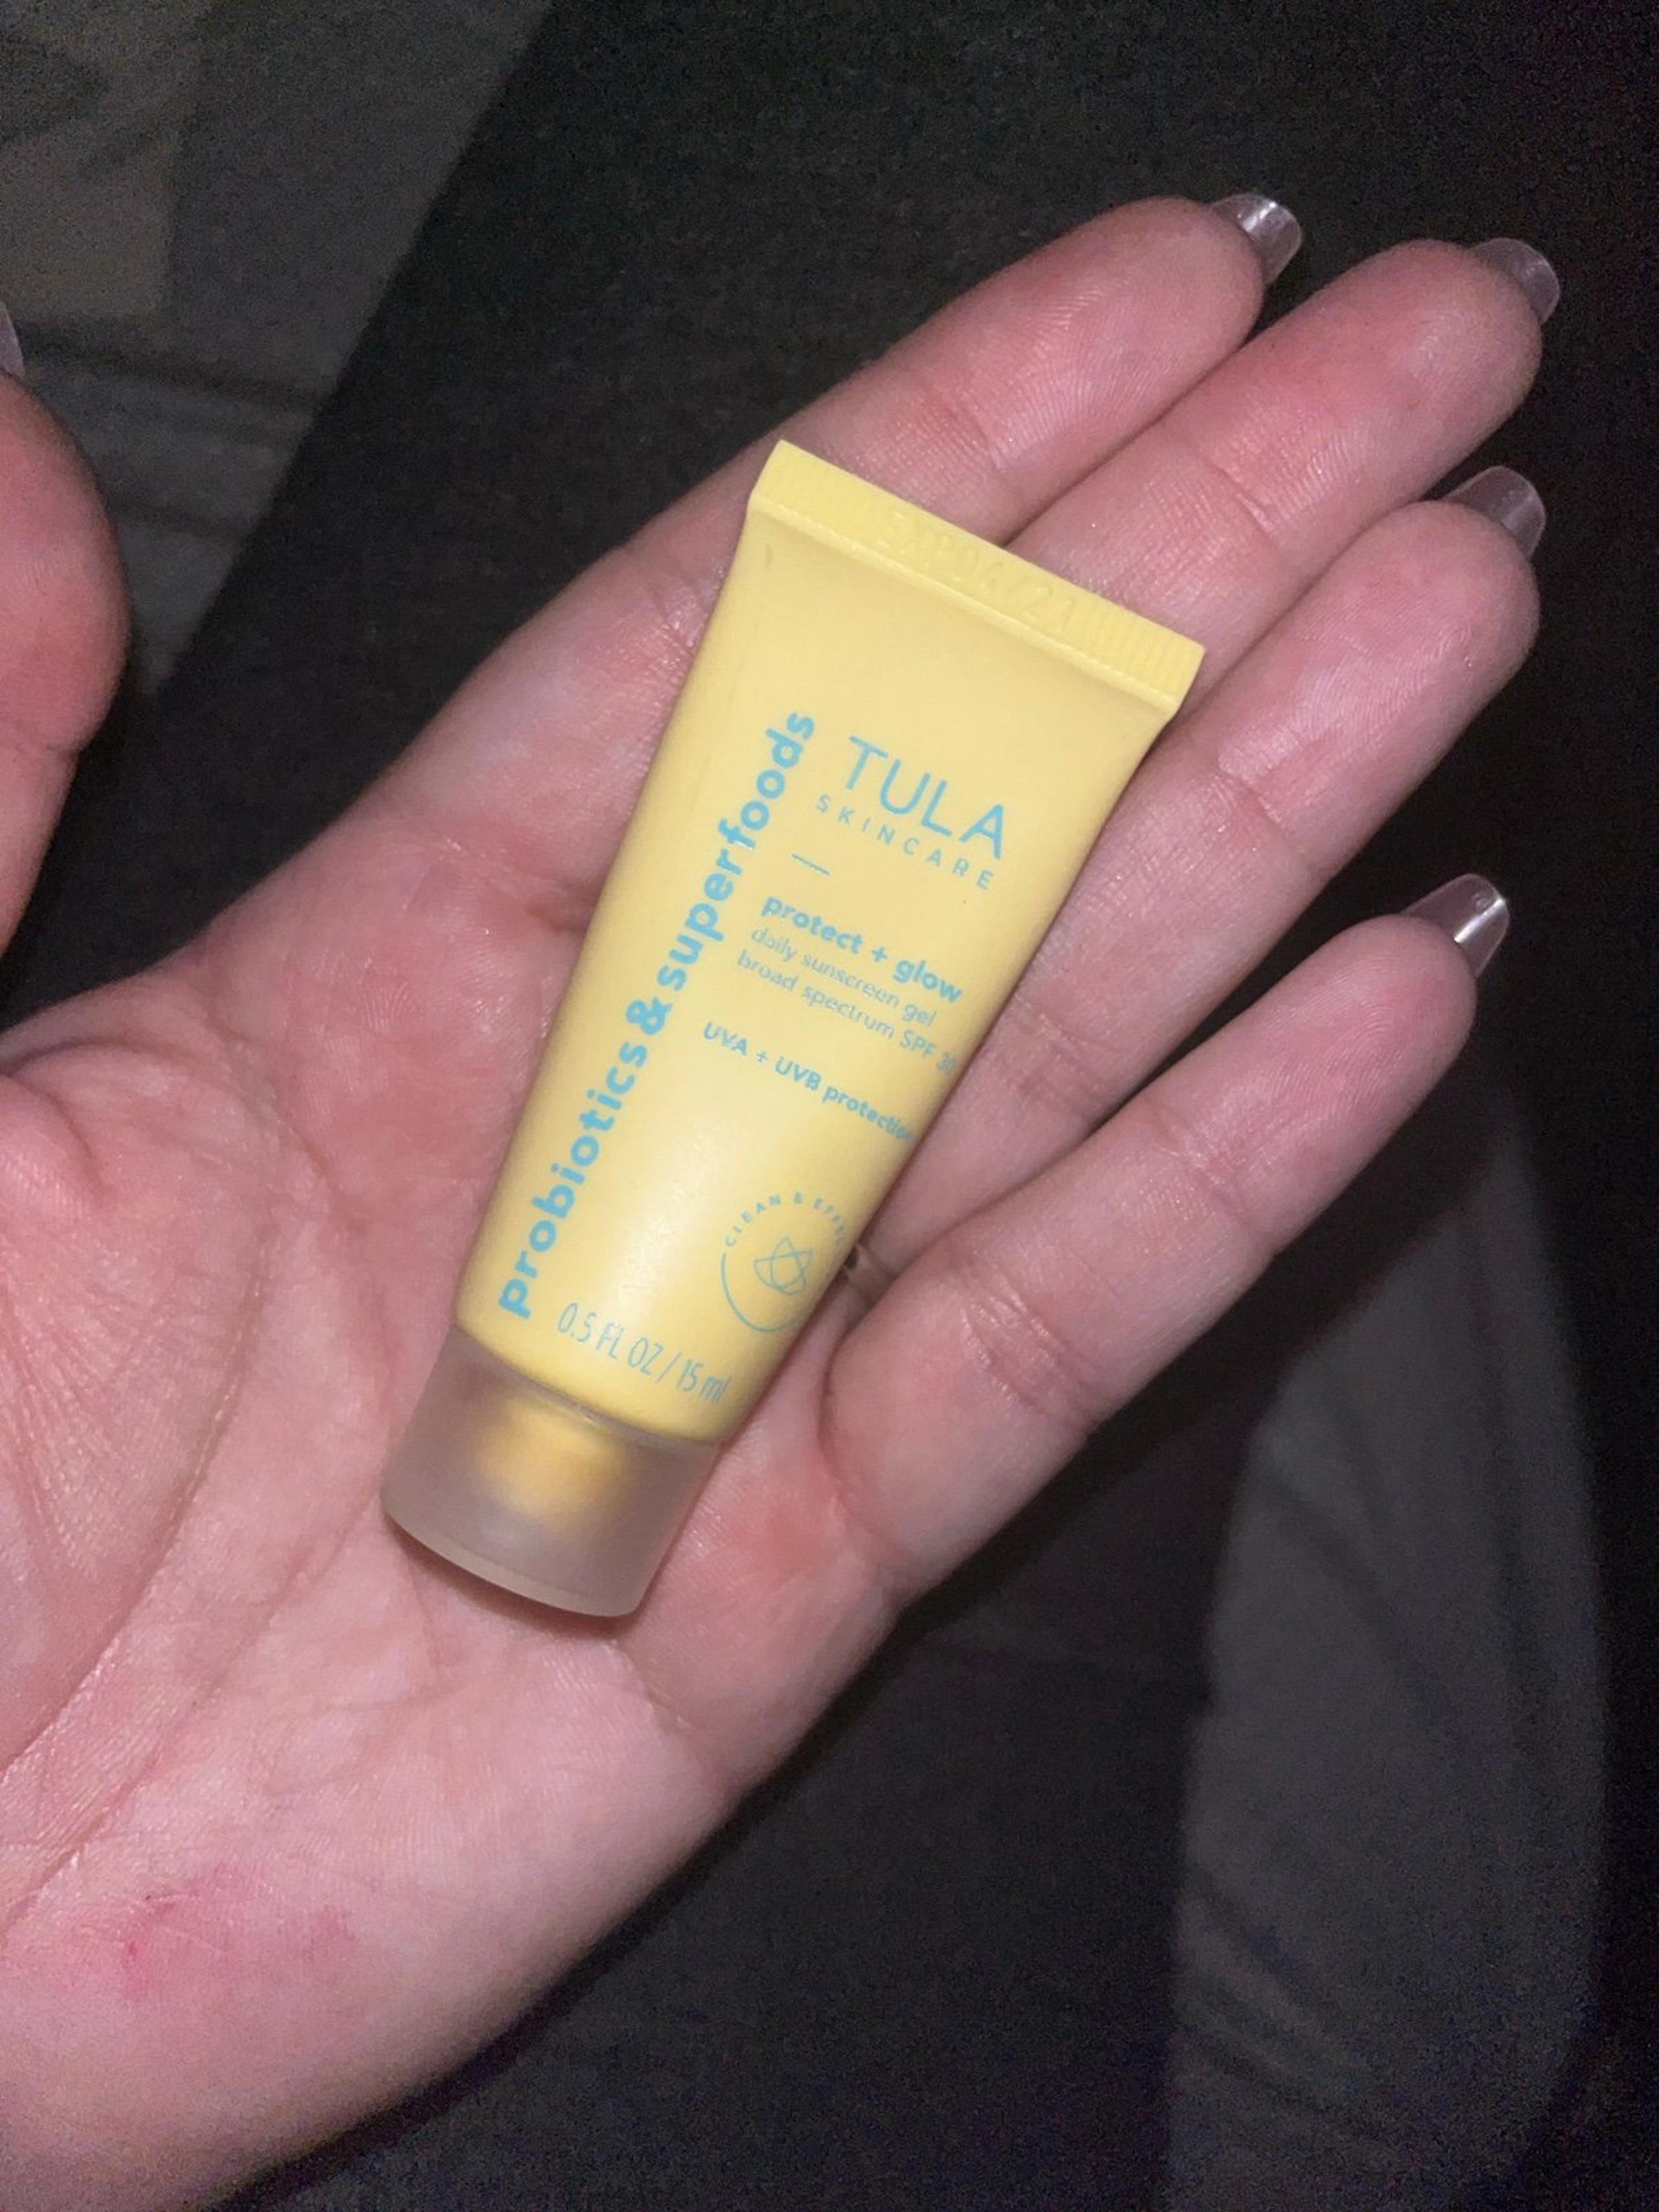 probiotics & superfoods
TULA
SKINCARE
protect + glow
daily sunscreen gel
broad spectrum SPF 30
UVA + UVB protection
CLEAN &
0.5 FL OZ / 15 ml